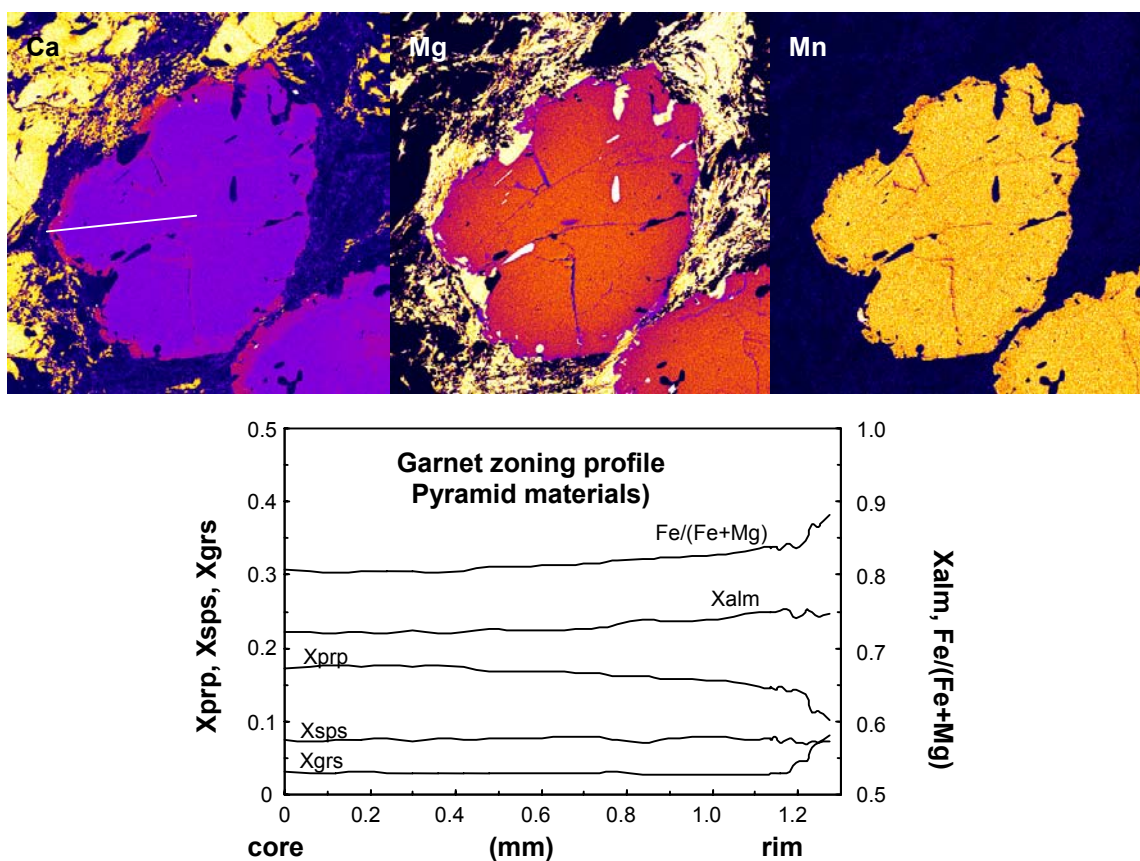 Ca
Mg
Mn
Garnet zoning profile
Pyramid materials)
Fe/(Fe+Mg)
Xalm
Xprp
Xsps
Xgrs
Xprp, Xsps, Xgrs
0.5
0.4
0.3
0.2
0.1
0
Xalm, Fe/(Fe+Mg)
1.0
0.9
0.8
0.7
0.6
0.5
0 0.2 0.4 0.6 0.8 1.0 1.2
core (mm) rim